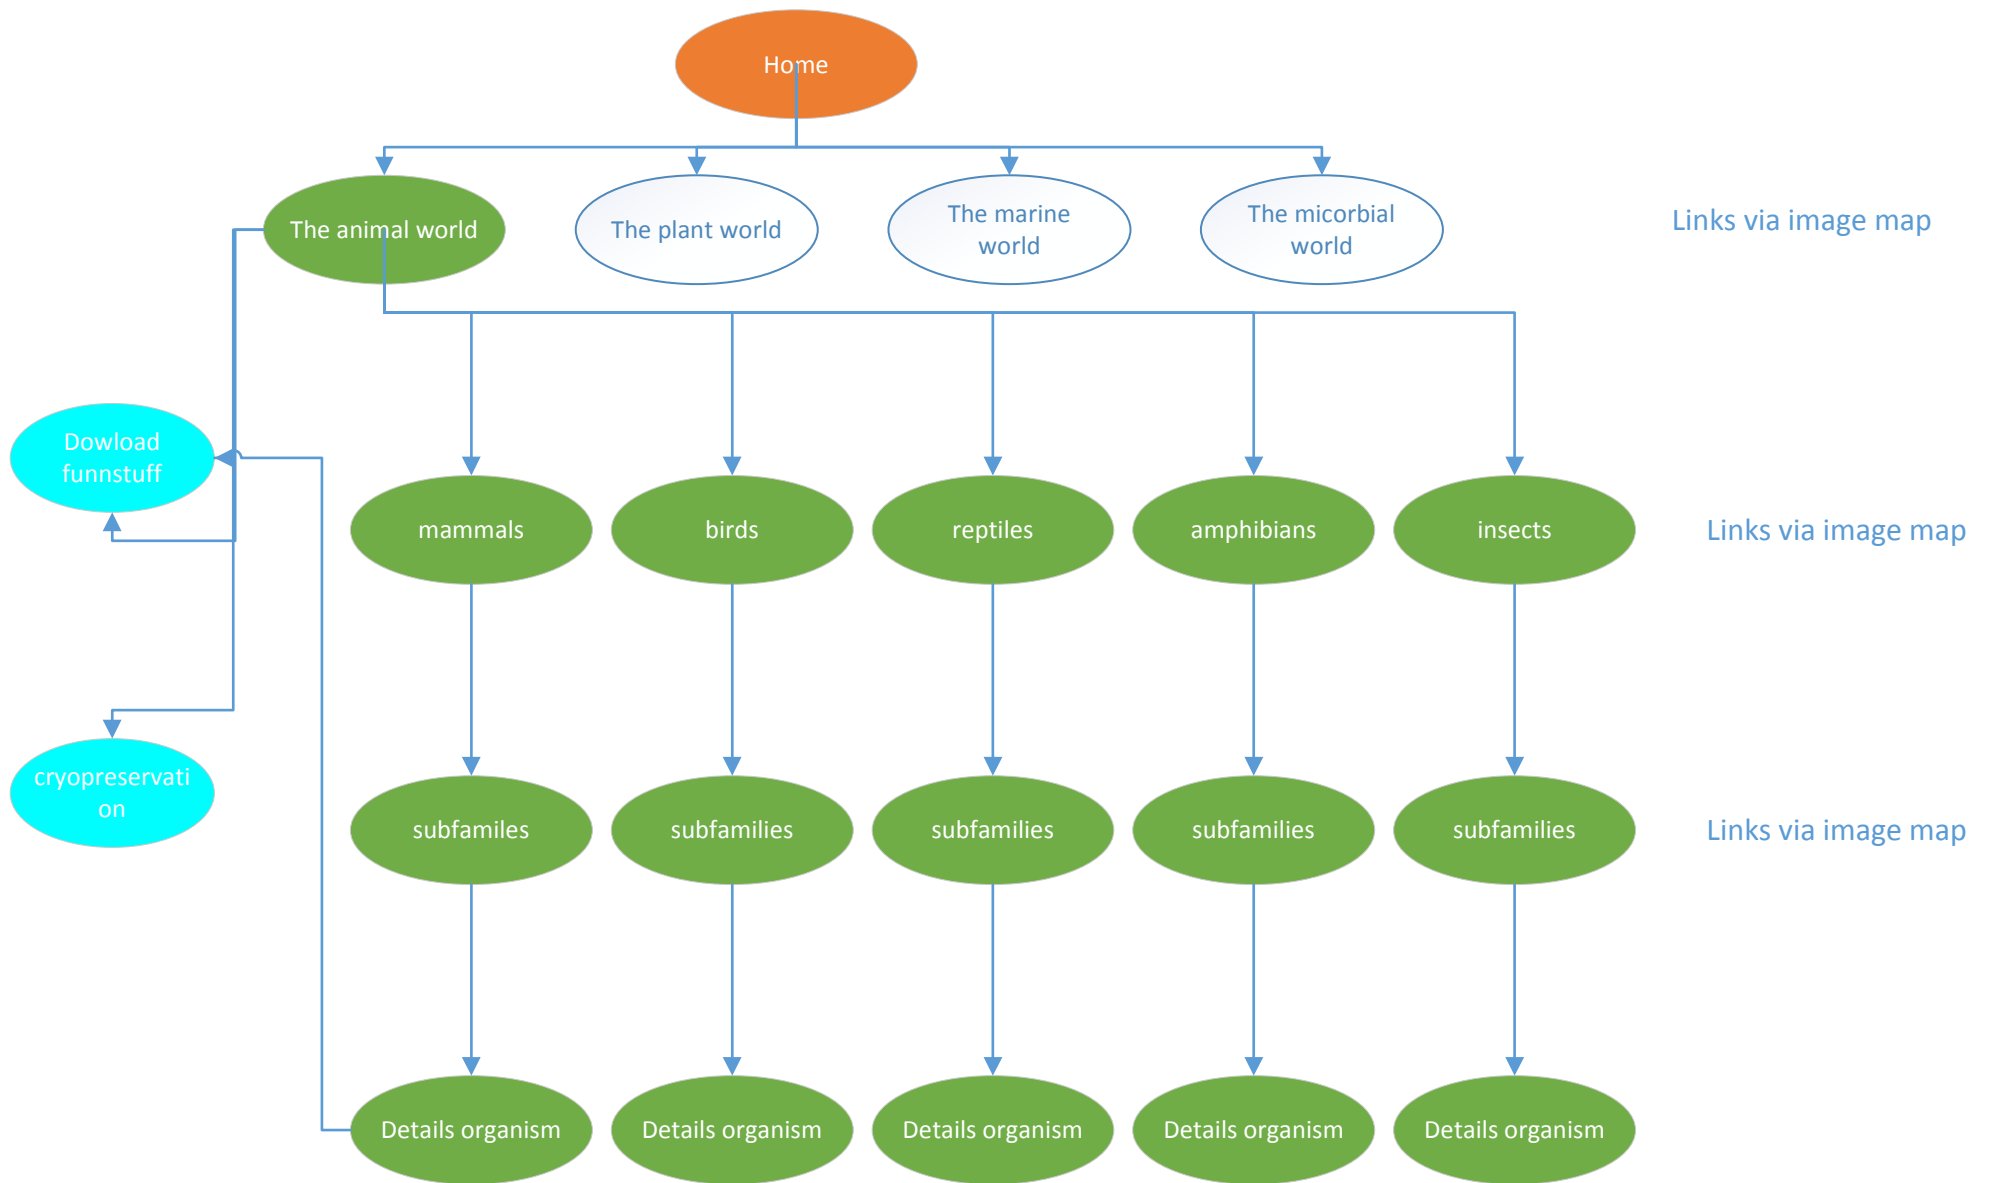 Home
The animal world
The plant world
The marine
world
The micorbial
world
Links via image map
Dowload
funnstuff
mammals
birds
reptiles
amphibians
insects
Links via image map
cryopreservati
on
subfamiles
subfamilies
subfamilies
subfamilies
subfamilies
Links via image map
Details organism
Details organism
Details organism
Details organism
Details organism